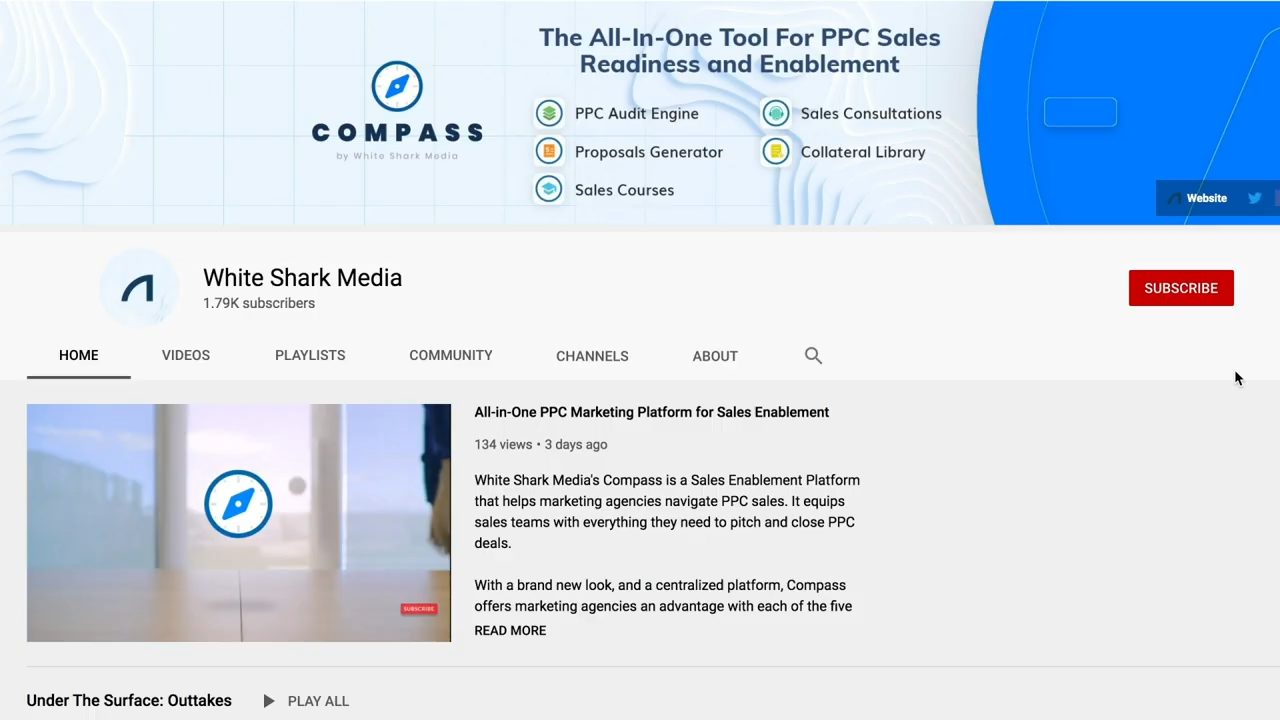 The All-In-One Tool For PPC Sales
Readiness and Enablement
COMPASS
by White Shark Media
PPC Audit Engine
Sales Consultations
Proposals Generator
Collateral Library
Sales Courses
Website
White Shark Media
1.79K subscribers
SUBSCRIBE
HOME VIDEOS PLAYLISTS COMMUNITY CHANNELS ABOUT
All-in-One PPC Marketing Platform for Sales Enablement
134 views • 3 days ago
White Shark Media's Compass is a Sales Enablement Platform
that helps marketing agencies navigate PPC sales. It equips
sales teams with everything they need to pitch and close PPC
deals.
With a brand new look, and a centralized platform, Compass
offers marketing agencies an advantage with each of the five
READ MORE
SUBSCRIBE
Under The Surface: Outtakes
PLAY ALL